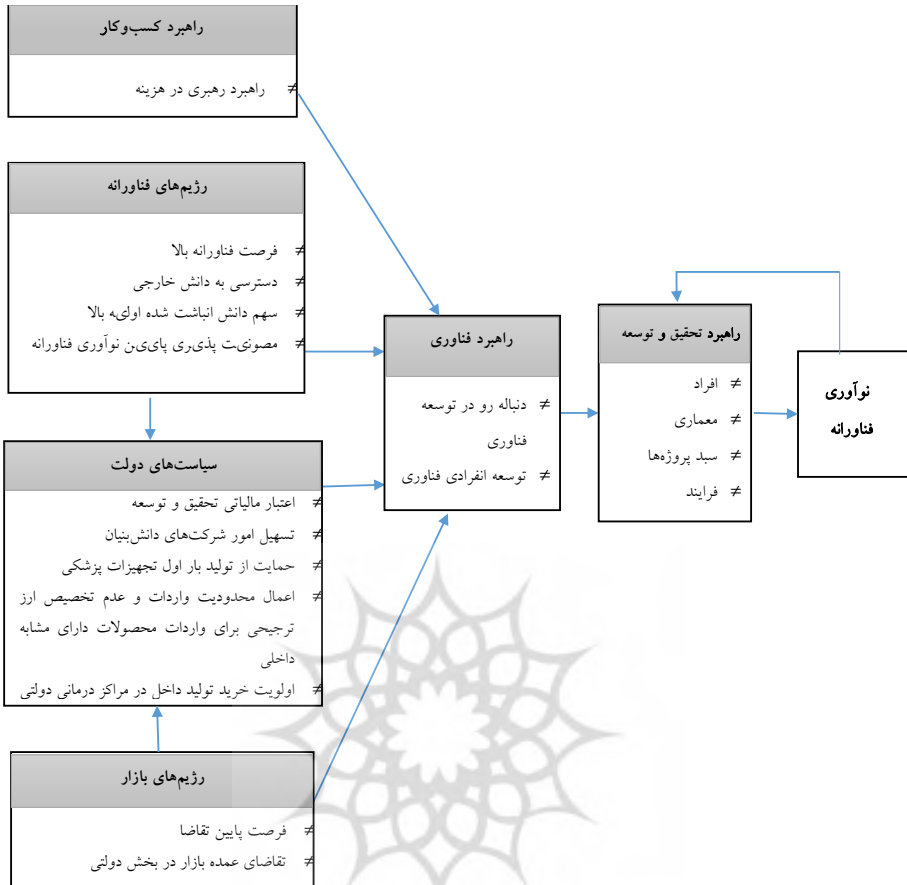 راهبرد کسب‌وکار
≠ راهبرد رهبری در هزینه
رژیم‌های فناورانه
≠ فرصت فناورانه بالا
≠ دسترسی به دانش خارجی
≠ سهم دانش انباشت شده اولیه بالا
≠ مصونیت پذیری پایین نوآوری فناورانه
سیاست‌های دولت
≠ اعتبار مالیاتی تحقیق و توسعه
≠ تسهیل امور شرکت‌های دانش‌بنیان
≠ حمایت از تولید بار اول تجهیزات پزشکی
≠ اعمال محدودیت واردات و عدم تخصیص ارز
ترجیحی برای واردات محصولات دارای مشابه
داخلی
≠ اولویت خرید تولید داخل در مراکز درمانی دولتی
رژیم‌های بازار
≠ فرصت پایین تقاضا
≠ تقاضای عمده بازار در بخش دولتی
راهبرد فناوری
≠ دنباله رو در توسعه
فناوری
≠ توسعه انفرادی فناوری
راهبرد تحقیق و توسعه
≠ افراد
≠ معماری
≠ سبد پروژه‌ها
≠ فرایند
نوآوری
فناورانه